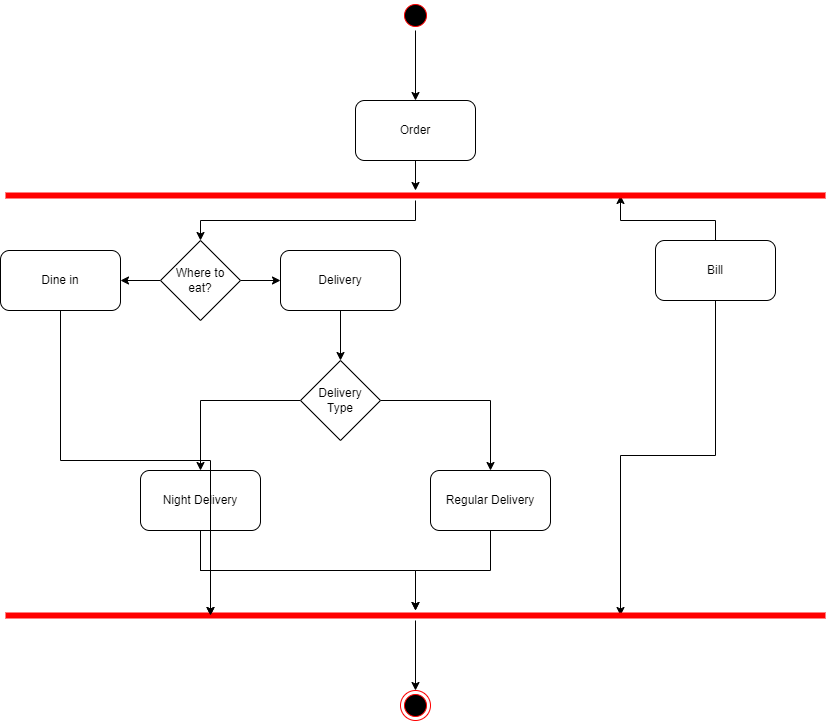 Order
Where to
eat?
Dine in
Delivery
Bill
Delivery
Type
Night Delivery
Regular Delivery